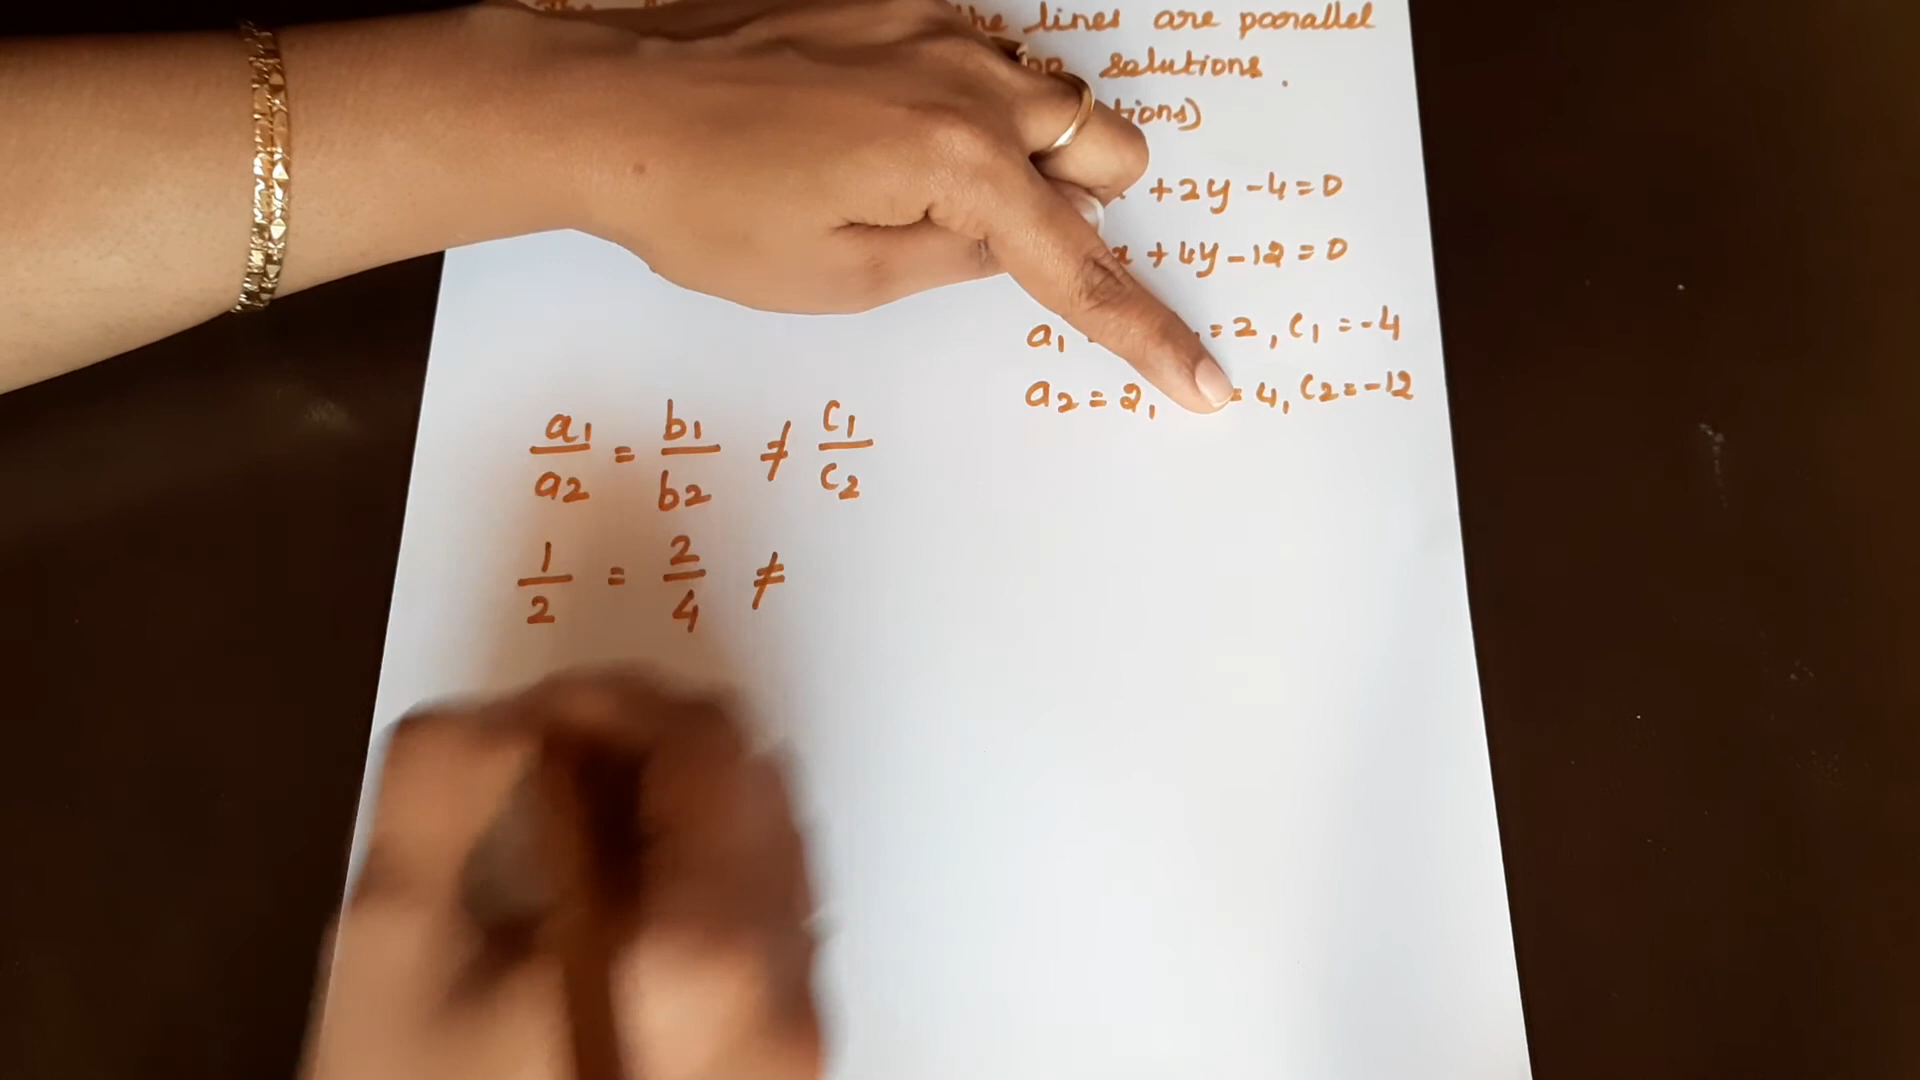 the lines are parallel
solutions.
x + 2y - 4 = 0
x + 4y - 12 = 0
a1 = 2, c1 = -4
a2 = 2, = 4, c2 = -12
a1/a2 = b1/b2 ≠ c1/c2
1/2 = 2/4 ≠